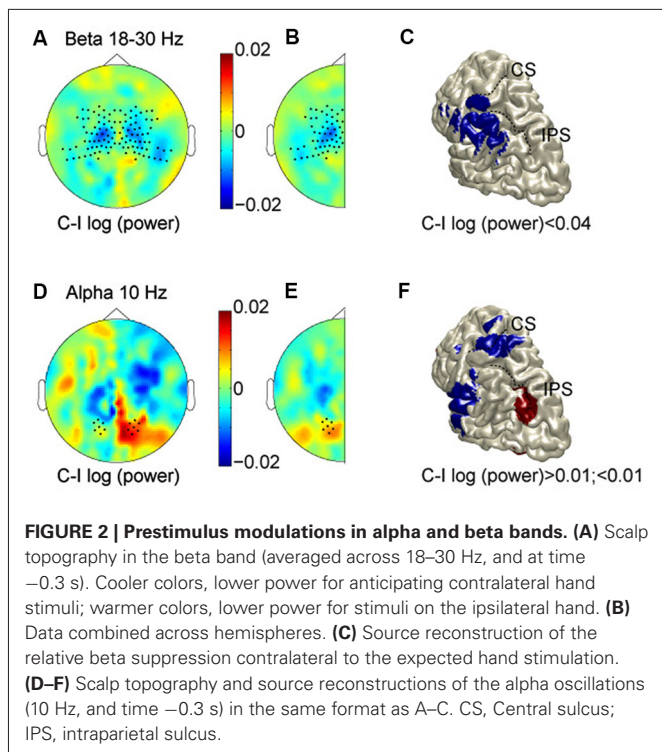 A Beta 18-30 Hz
B
C
0.02
0
−0.02
CS
IPS
C-I log (power)
C-I log (power)<0.04
D Alpha 10 Hz
E
F
0.02
0
−0.02
CS
IPS
C-I log (power)
C-I log (power)>0.01;<0.01
FIGURE 2 | Prestimulus modulations in alpha and beta bands. (A) Scalp
topography in the beta band (averaged across 18–30 Hz, and at time
−0.3 s). Cooler colors, lower power for anticipating contralateral hand
stimuli; warmer colors, lower power for stimuli on the ipsilateral hand. (B)
Data combined across hemispheres. (C) Source reconstruction of the
relative beta suppression contralateral to the expected hand stimulation.
(D–F) Scalp topography and source reconstructions of the alpha oscillations
(10 Hz, and time −0.3 s) in the same format as A–C. CS, Central sulcus;
IPS, intraparietal sulcus.